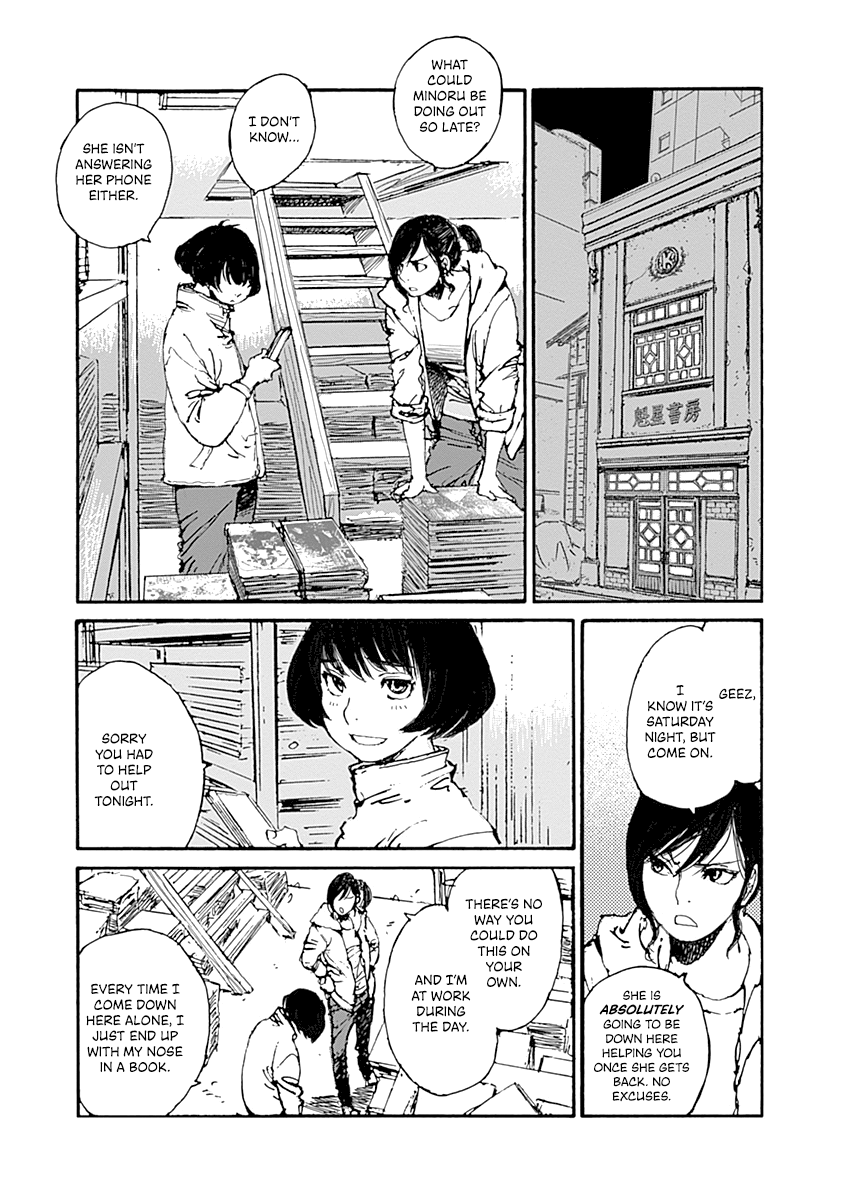 魁星書房
WHAT
COULD
MINORU BE
DOING OUT
SO LATE?
I DON'T
KNOW...
SHE ISN'T
ANSWERING
HER PHONE
EITHER.
GEEZ,
I
KNOW IT'S
SATURDAY
NIGHT, BUT
COME ON.
SHE IS
ABSOLUTELY
GOING TO BE
DOWN HERE
HELPING YOU
ONCE SHE GETS
BACK. NO
EXCUSES.
SORRY
YOU HAD
TO HELP
OUT
TONIGHT.
THERE'S NO
WAY YOU
COULD DO
THIS ON
YOUR
OWN.
AND I'M
AT WORK
DURING
THE DAY.
EVERY TIME I
COME DOWN
HERE ALONE, I
JUST END UP
WITH MY NOSE
IN A BOOK.